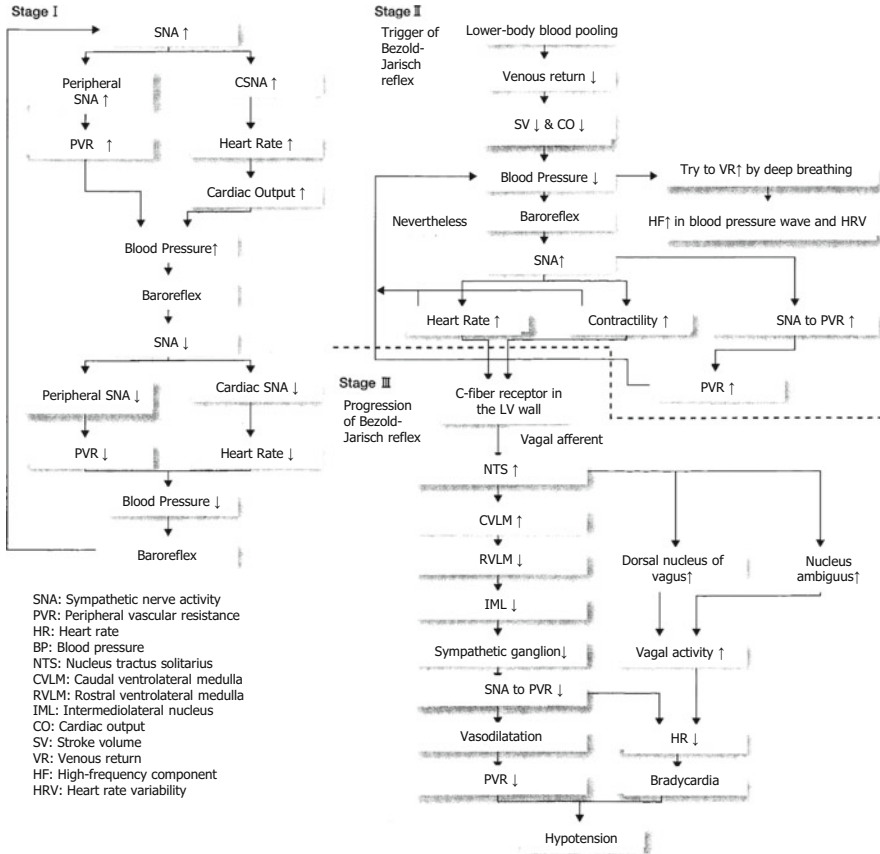 Stage Ⅰ
SNA ↑
Peripheral
SNA ↑
CSNA ↑
PVR ↑
Heart Rate ↑
Cardiac Output ↑
Blood Pressure↑
Baroreflex
SNA ↓
Peripheral SNA ↓
Cardiac SNA ↓
PVR ↓
Heart Rate ↓
Blood Pressure ↓
Baroreflex
SNA: Sympathetic nerve activity
PVR: Peripheral vascular resistance
HR: Heart rate
BP: Blood pressure
NTS: Nucleus tractus solitarius
CVLM: Caudal ventrolateral medulla
RVLM: Rostral ventrolateral medulla
IML: Intermediolateral nucleus
CO: Cardiac output
SV: Stroke volume
VR: Venous return
HF: High-frequency component
HRV: Heart rate variability
Stage Ⅱ
Trigger of
Bezold-
Jarisch
reflex
Lower-body blood pooling
Venous return ↓
SV ↓ & CO ↓
Blood Pressure ↓
Try to VR↑ by deep breathing
Nevertheless
Baroreflex
HF↑ in blood pressure wave and HRV
SNA↑
Heart Rate ↑
Contractility ↑
SNA to PVR ↑
PVR ↑
Stage Ⅲ
Progression
of Bezold-
Jarisch reflex
C-fiber receptor in
the LV wall
Vagal afferent
NTS ↑
CVLM ↑
RVLM ↓
Dorsal nucleus of
vagus↑
Nucleus
ambiguus↑
IML ↓
Sympathetic ganglion↓
Vagal activity ↑
SNA to PVR ↓
Vasodilatation
HR ↓
PVR ↓
Bradycardia
Hypotension